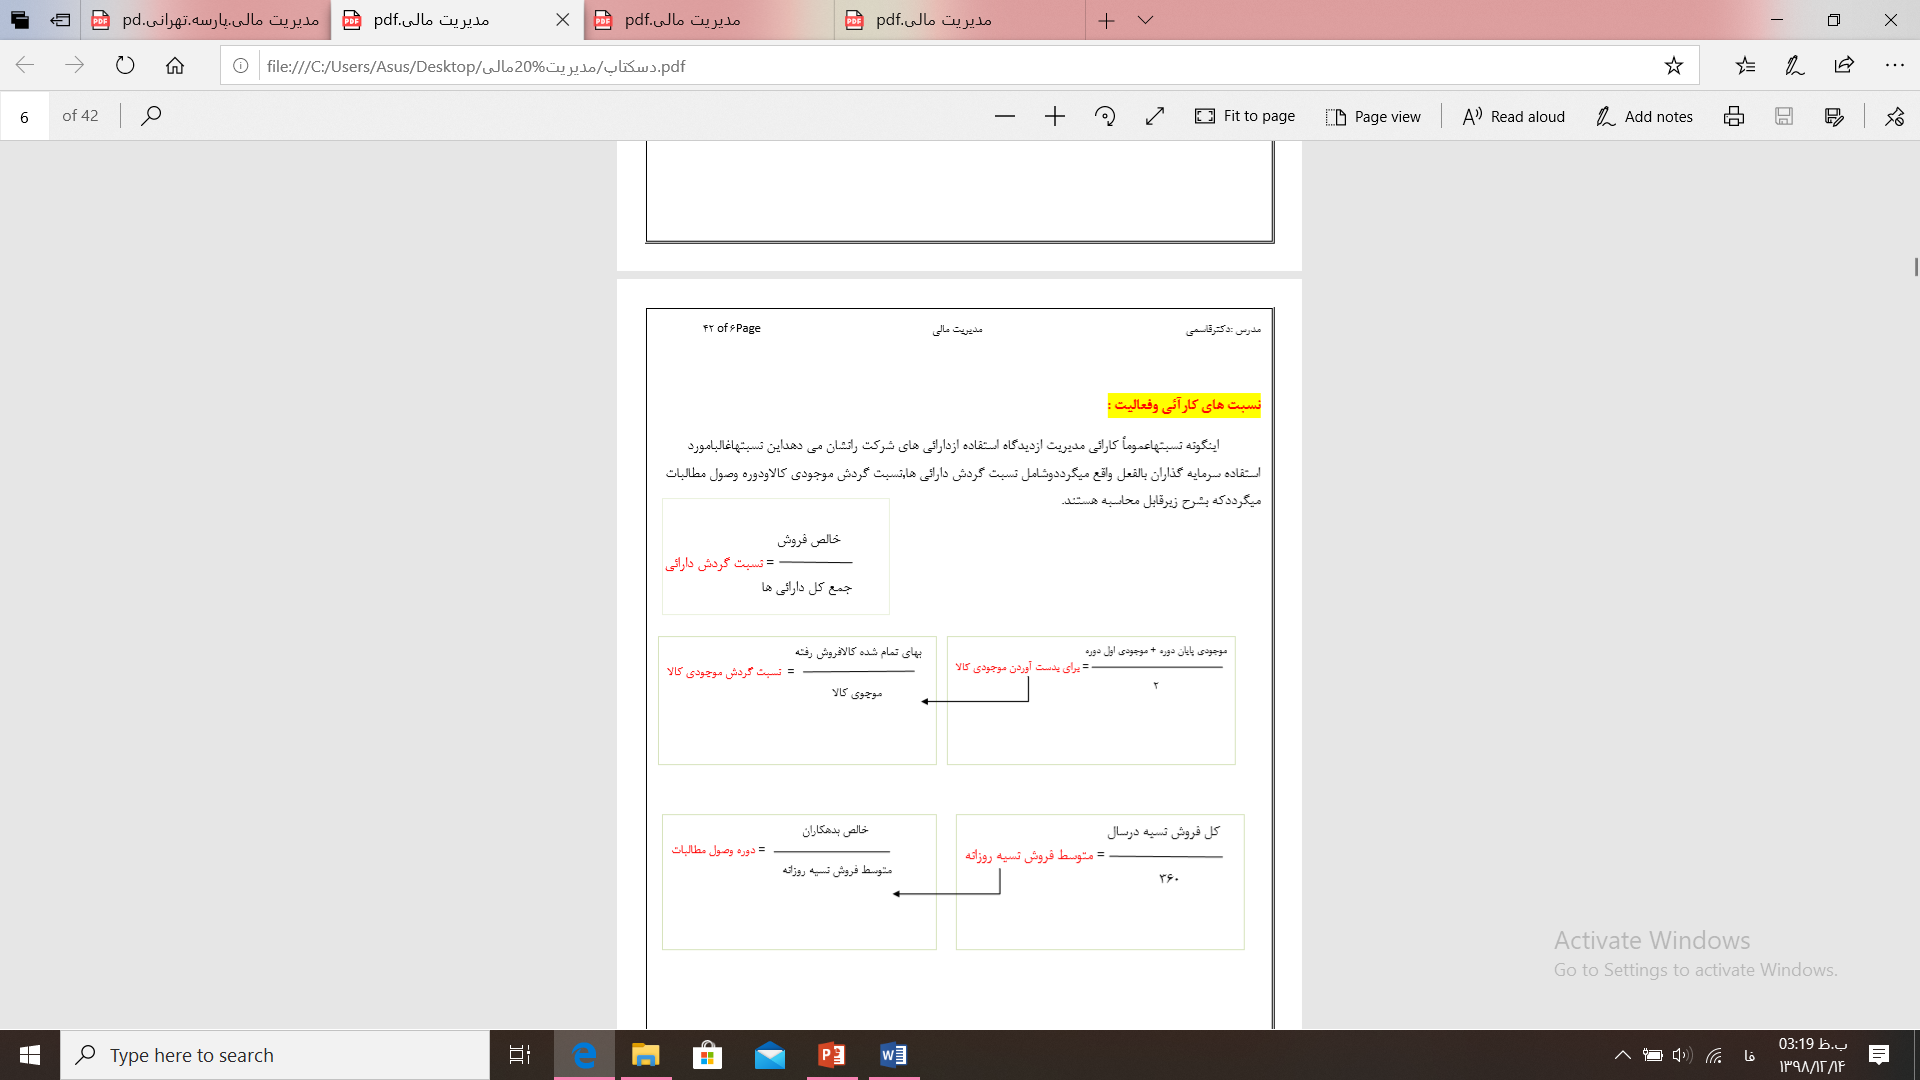 مدیریت مالی.پارسه.تهرانی.pd
مدیریت مالی.pdf
مدیریت مالی.pdf
مدیریت مالی.pdf
file:///C:/Users/Asus/Desktop/دسکتاپ/مدیریت%20مالی.pdf
6 of 42
Fit to page
Page view
Read aloud
Add notes
مدرس :دکترقاسمی
مدیریت مالی
۴۲ of ۶Page
نسبت های کارآئی وفعالیت :
اینگونه نسبتهاعموماً کارائی مدیریت ازدیدگاه استفاده ازدارائی های شرکت رانشان می دهداین نسبتهاغالبامورد
استفاده سرمایه گذاران بالفعل واقع میگرددوشامل نسبت گردش دارائی ها,نسبت گردش موجودی کالاودوره وصول مطالبات
میگرددکه بشرح زیرقابل محاسبه هستند.
خالص فروش
نسبت گردش دارائی =
جمع کل دارائی ها
موجودی پایان دوره + موجودی اول دوره
برای بدست آوردن موجودی کالا =
۲
بهای تمام شده کالافروش رفته
نسبت گردش موجودی کالا =
موجوی کالا
کل فروش نسیه درسال
متوسط فروش نسیه روزانه =
۳۶۰
خالص بدهکاران
دوره وصول مطالبات =
متوسط فروش نسیه روزانه
Activate Windows
Go to Settings to activate Windows.
Type here to search
فا
03:19 ب.ظ
۱۳۹۸/۱۲/۱۴